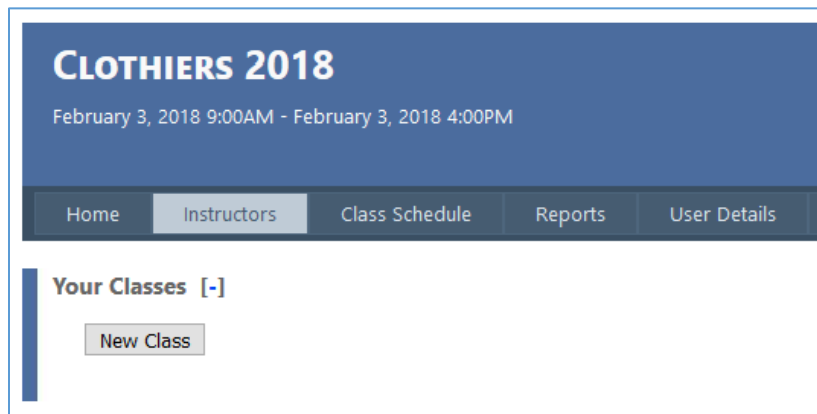 Clothiers 2018
February 3, 2018 9:00AM - February 3, 2018 4:00PM
Home Instructors Class Schedule Reports User Details
Your Classes [-]
New Class